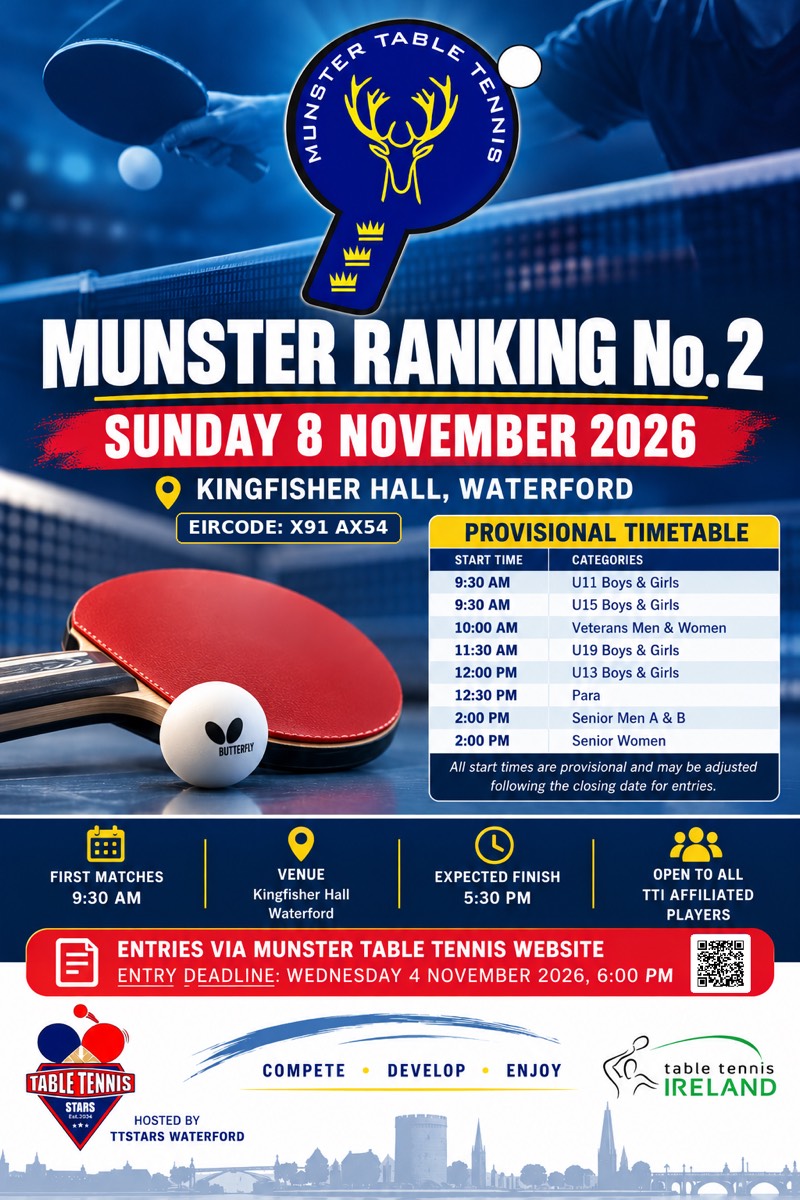 MUNSTER TABLE TENNIS
MUNSTER RANKING No. 2
SUNDAY 8 NOVEMBER 2026
KINGFISHER HALL, WATERFORD
EIRCODE: X91 AX54
PROVISIONAL TIMETABLE
START TIME CATEGORIES
9:30 AM U11 Boys & Girls
9:30 AM U15 Boys & Girls
10:00 AM Veterans Men & Women
11:30 AM U19 Boys & Girls
12:00 PM U13 Boys & Girls
12:30 PM Para
2:00 PM Senior Men A & B
2:00 PM Senior Women
All start times are provisional and may be adjusted
following the closing date for entries.
BUTTERFLY
FIRST MATCHES
9:30 AM
VENUE
Kingfisher Hall
Waterford
EXPECTED FINISH
5:30 PM
OPEN TO ALL
TTI AFFILIATED
PLAYERS
ENTRIES VIA MUNSTER TABLE TENNIS WEBSITE
ENTRY DEADLINE: WEDNESDAY 4 NOVEMBER 2026, 6:00 PM
TABLE TENNIS
STARS
Est.2024
HOSTED BY
TTSTARS WATERFORD
COMPETE • DEVELOP • ENJOY
table tennis
IRELAND